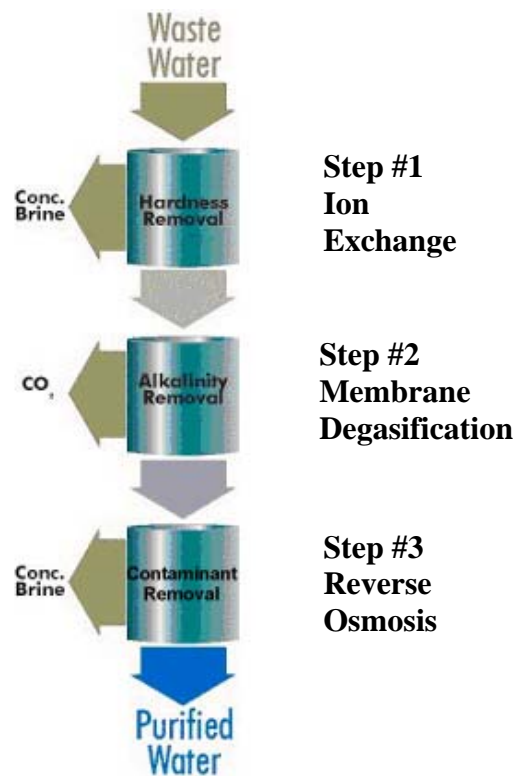 Waste
Water
Conc.
Brine
Hardness
Removal
Step #1
Ion
Exchange
CO₂
Alkalinity
Removal
Step #2
Membrane
Degasification
Conc.
Brine
Contaminant
Removal
Step #3
Reverse
Osmosis
Purified
Water